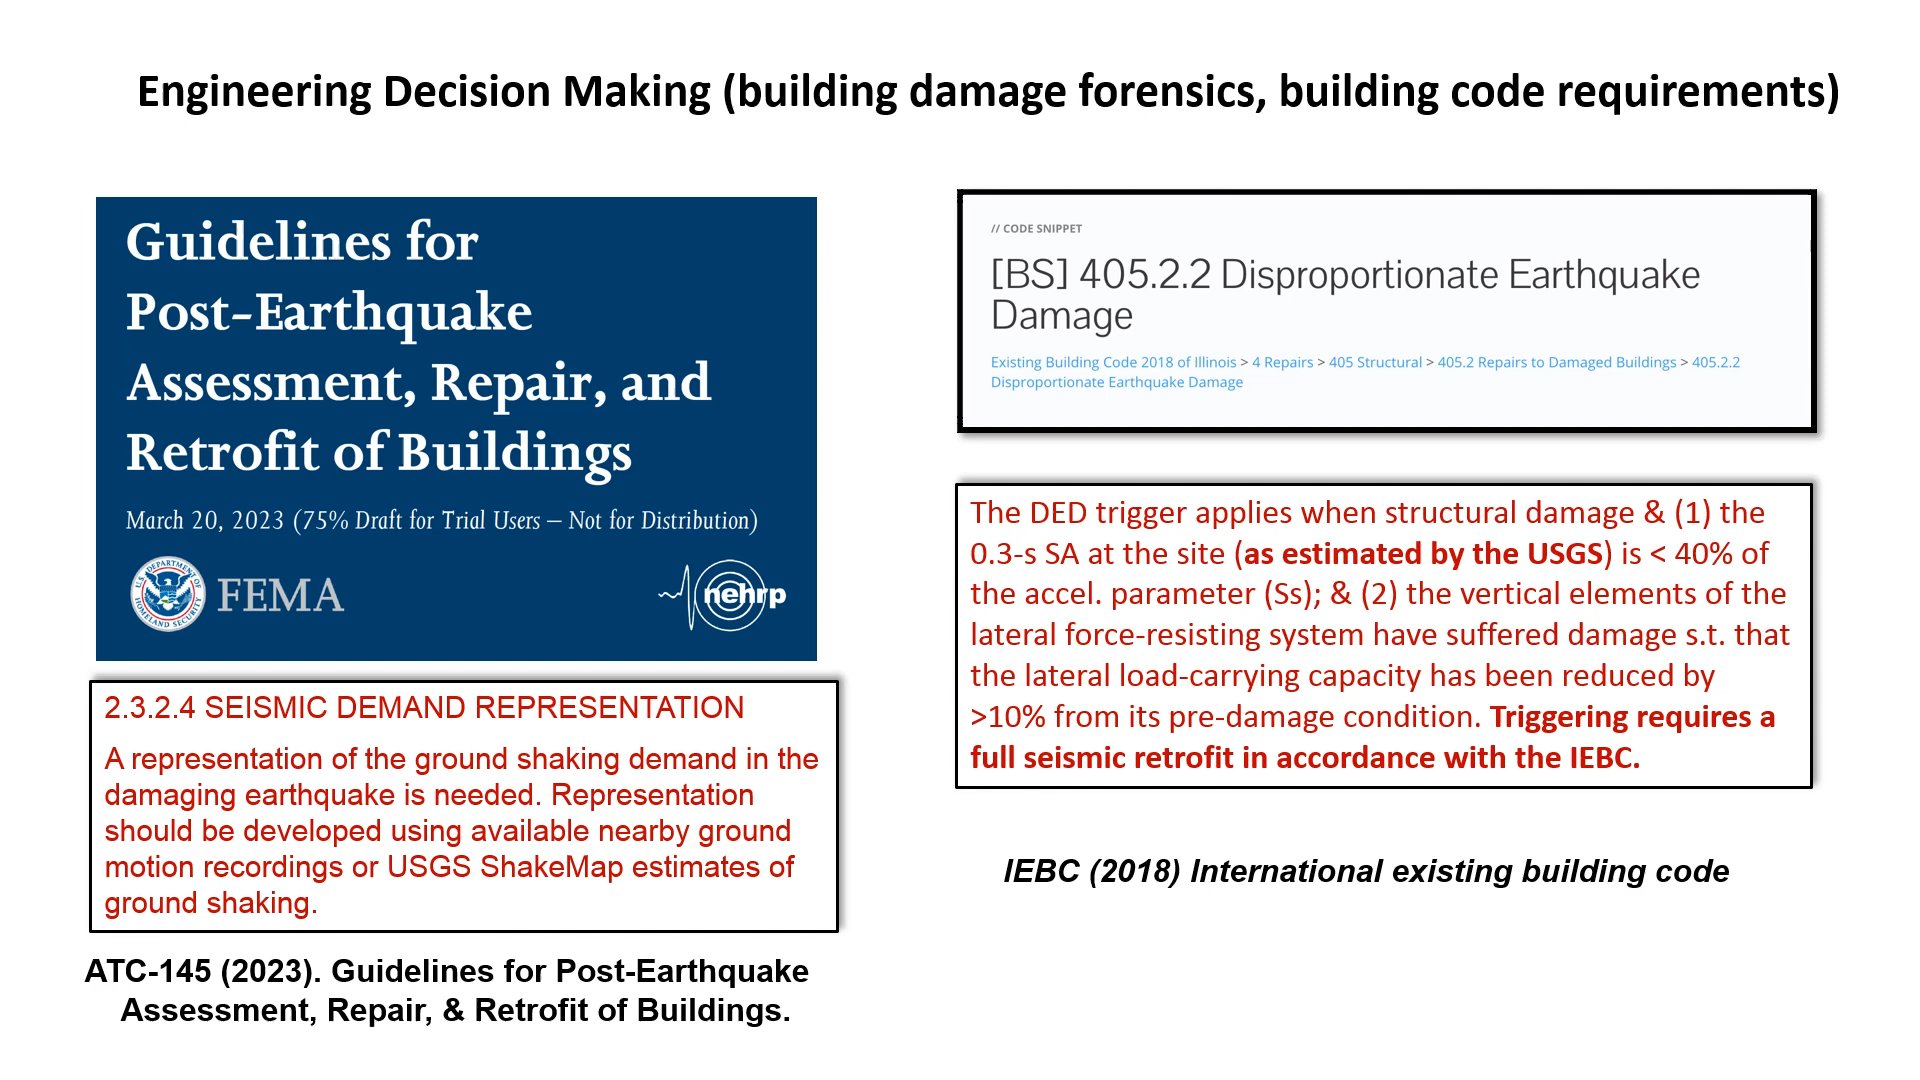 Engineering Decision Making (building damage forensics, building code requirements)
Guidelines for
Post-Earthquake
Assessment, Repair, and
Retrofit of Buildings
March 20, 2023 (75% Draft for Trial Users – Not for Distribution)
U.S. DEPARTMENT OF
HOMELAND SECURITY
FEMA
nehrp
2.3.2.4 SEISMIC DEMAND REPRESENTATION
A representation of the ground shaking demand in the
damaging earthquake is needed. Representation
should be developed using available nearby ground
motion recordings or USGS ShakeMap estimates of
ground shaking.
ATC-145 (2023). Guidelines for Post-Earthquake
Assessment, Repair, & Retrofit of Buildings.
// CODE SNIPPET
[BS] 405.2.2 Disproportionate Earthquake
Damage
Existing Building Code 2018 of Illinois > 4 Repairs > 405 Structural > 405.2 Repairs to Damaged Buildings > 405.2.2
Disproportionate Earthquake Damage
The DED trigger applies when structural damage & (1) the
0.3-s SA at the site (as estimated by the USGS) is < 40% of
the accel. parameter (Ss); & (2) the vertical elements of the
lateral force-resisting system have suffered damage s.t. that
the lateral load-carrying capacity has been reduced by
>10% from its pre-damage condition. Triggering requires a
full seismic retrofit in accordance with the IEBC.
IEBC (2018) International existing building code